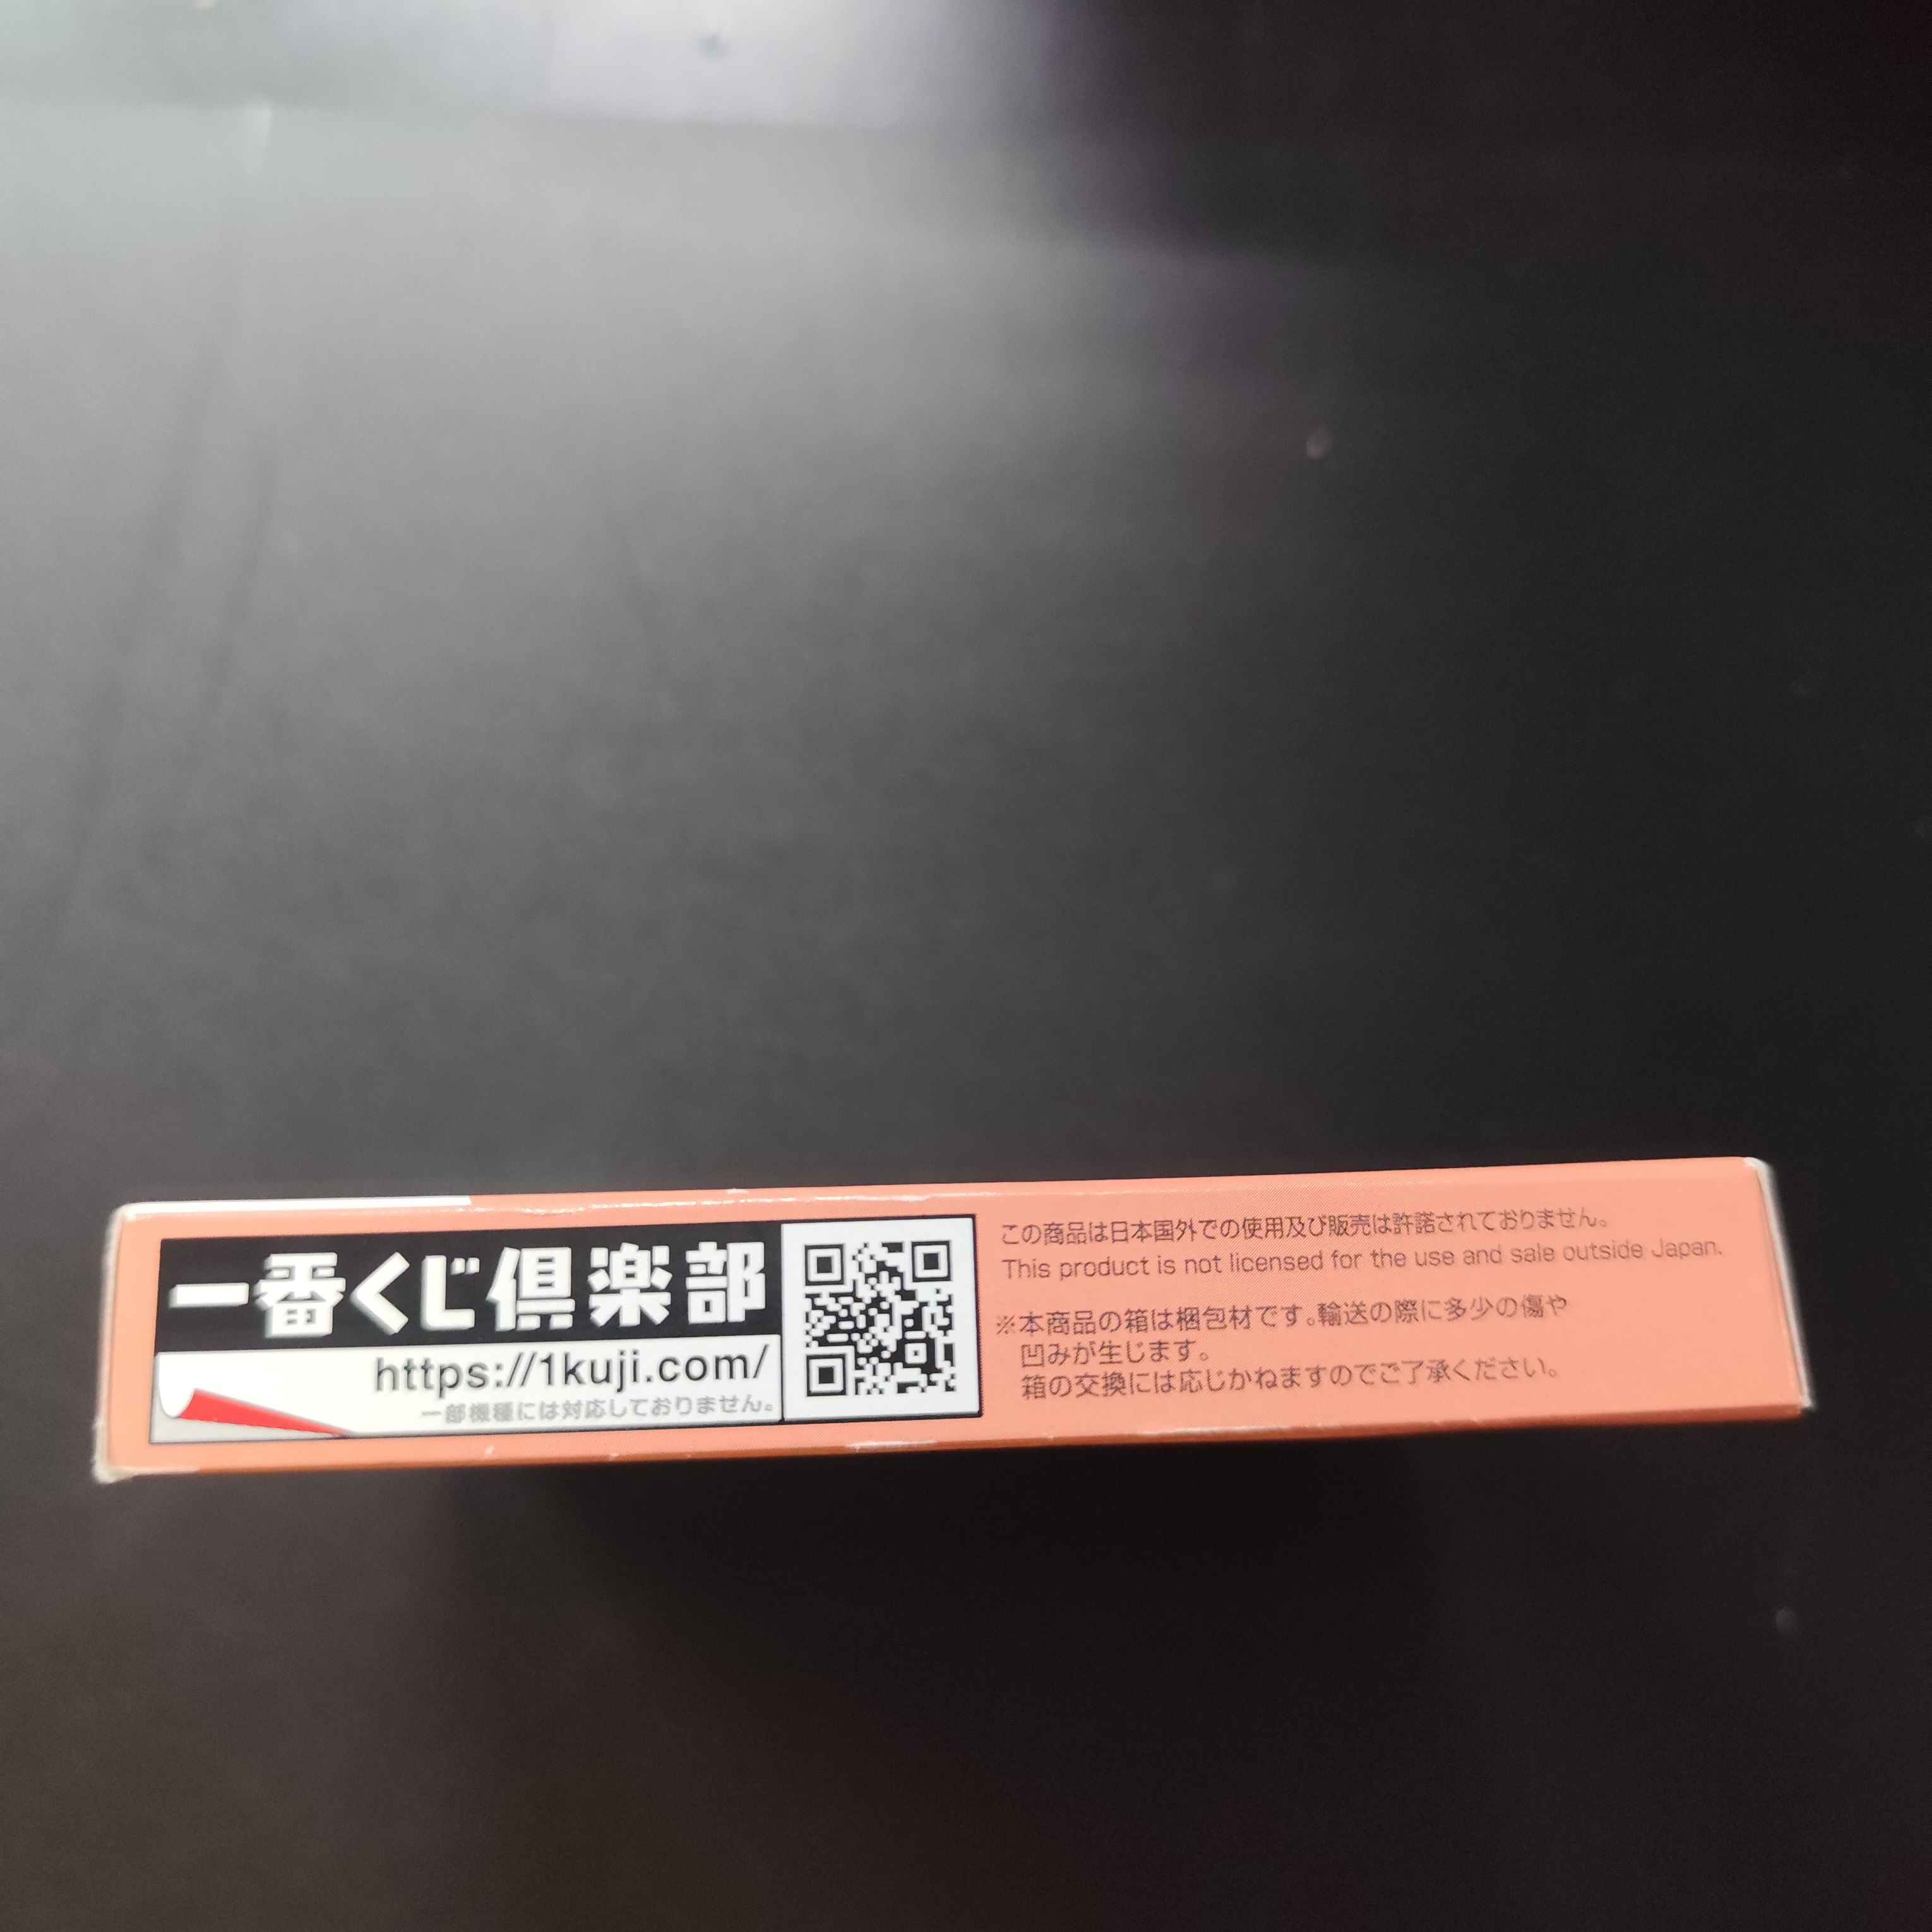 一番くじ倶楽部
https://1kuji.com/
一部機種には対応しておりません。
この商品は日本国外での使用及び販売は許諾されておりません。
This product is not licensed for the use and sale outside Japan.
※本商品の箱は梱包材です。輸送の際に多少の傷や
凹みが生じます。
箱の交換には応じかねますのでご了承ください。